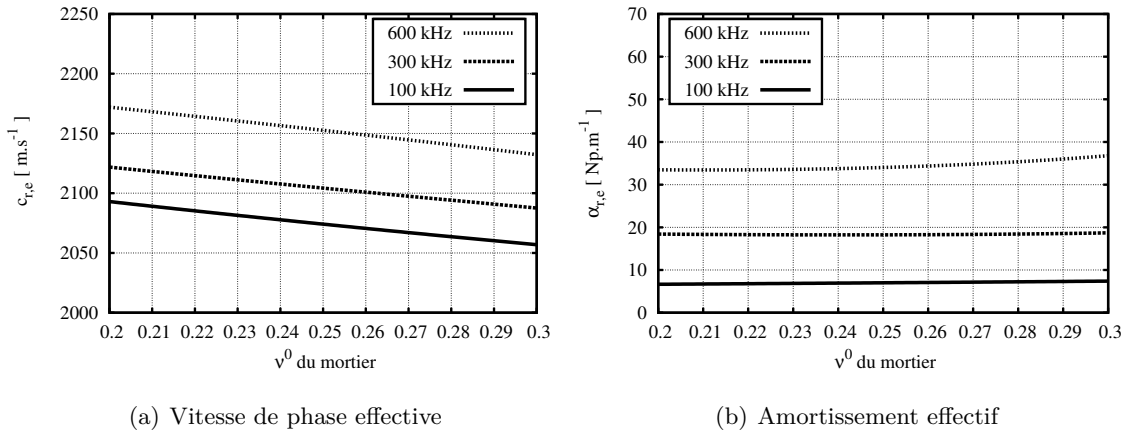 2250
2200
2150
2100
2050
2000
c_{r,e} [ m.s^{-1} ]
600 kHz
300 kHz
100 kHz
0.2 0.21 0.22 0.23 0.24 0.25 0.26 0.27 0.28 0.29 0.3
ν^0 du mortier
(a) Vitesse de phase effective
70
60
50
40
30
20
10
0
α_{r,e} [ Np.m^{-1} ]
600 kHz
300 kHz
100 kHz
0.2 0.21 0.22 0.23 0.24 0.25 0.26 0.27 0.28 0.29 0.3
ν^0 du mortier
(b) Amortissement effectif